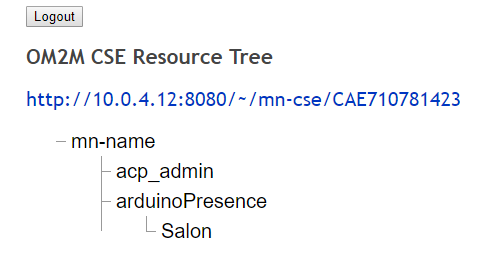 Logout
OM2M CSE Resource Tree
http://10.0.4.12:8080/~/mn-cse/CAE710781423
mn-name
acp_admin
arduinoPresence
Salon